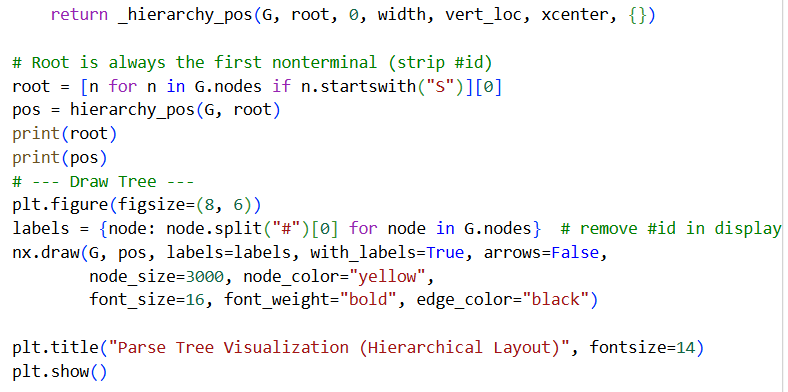 return _hierarchy_pos(G, root, 0, width, vert_loc, xcenter, {})
# Root is always the first nonterminal (strip #id)
root = [n for n in G.nodes if n.startswith("S")][0]
pos = hierarchy_pos(G, root)
print(root)
print(pos)
# --- Draw Tree ---
plt.figure(figsize=(8, 6))
labels = {node: node.split("#")[0] for node in G.nodes}  # remove #id in display
nx.draw(G, pos, labels=labels, with_labels=True, arrows=False,
        node_size=3000, node_color="yellow",
        font_size=16, font_weight="bold", edge_color="black")
plt.title("Parse Tree Visualization (Hierarchical Layout)", fontsize=14)
plt.show()